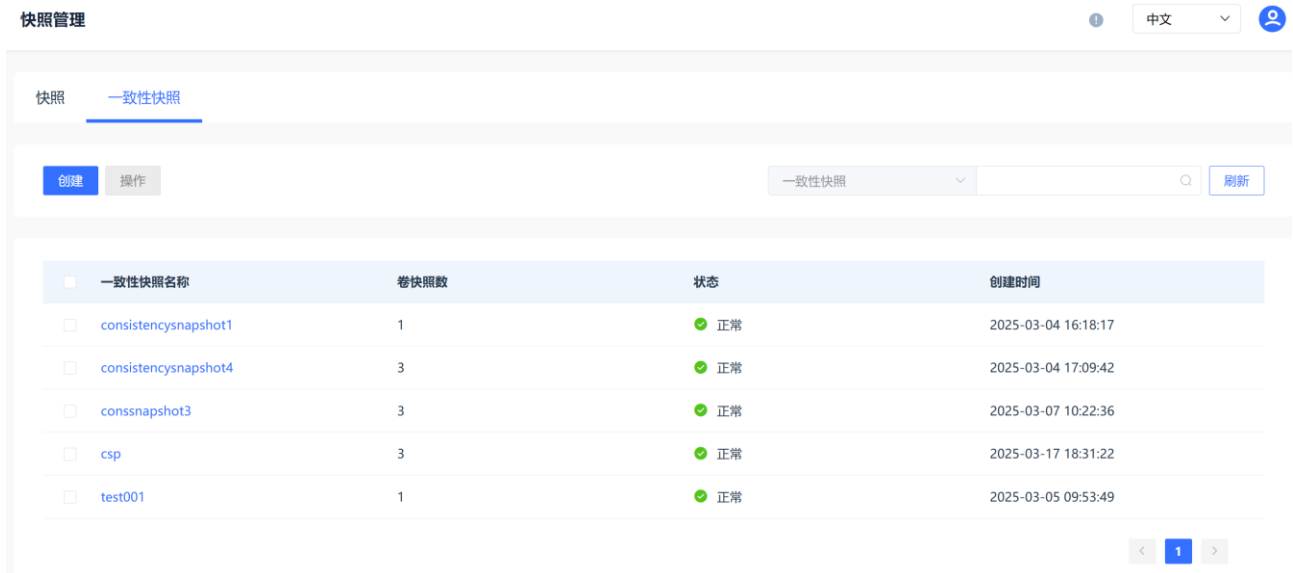 快照管理
中文
快照 一致性快照
创建 操作 一致性快照 刷新
一致性快照名称 卷快照数 状态 创建时间
consistencysnapshot1 1 正常 2025-03-04 16:18:17
consistencysnapshot4 3 正常 2025-03-04 17:09:42
conssnapshot3 3 正常 2025-03-07 10:22:36
csp 3 正常 2025-03-17 18:31:22
test001 1 正常 2025-03-05 09:53:49
1